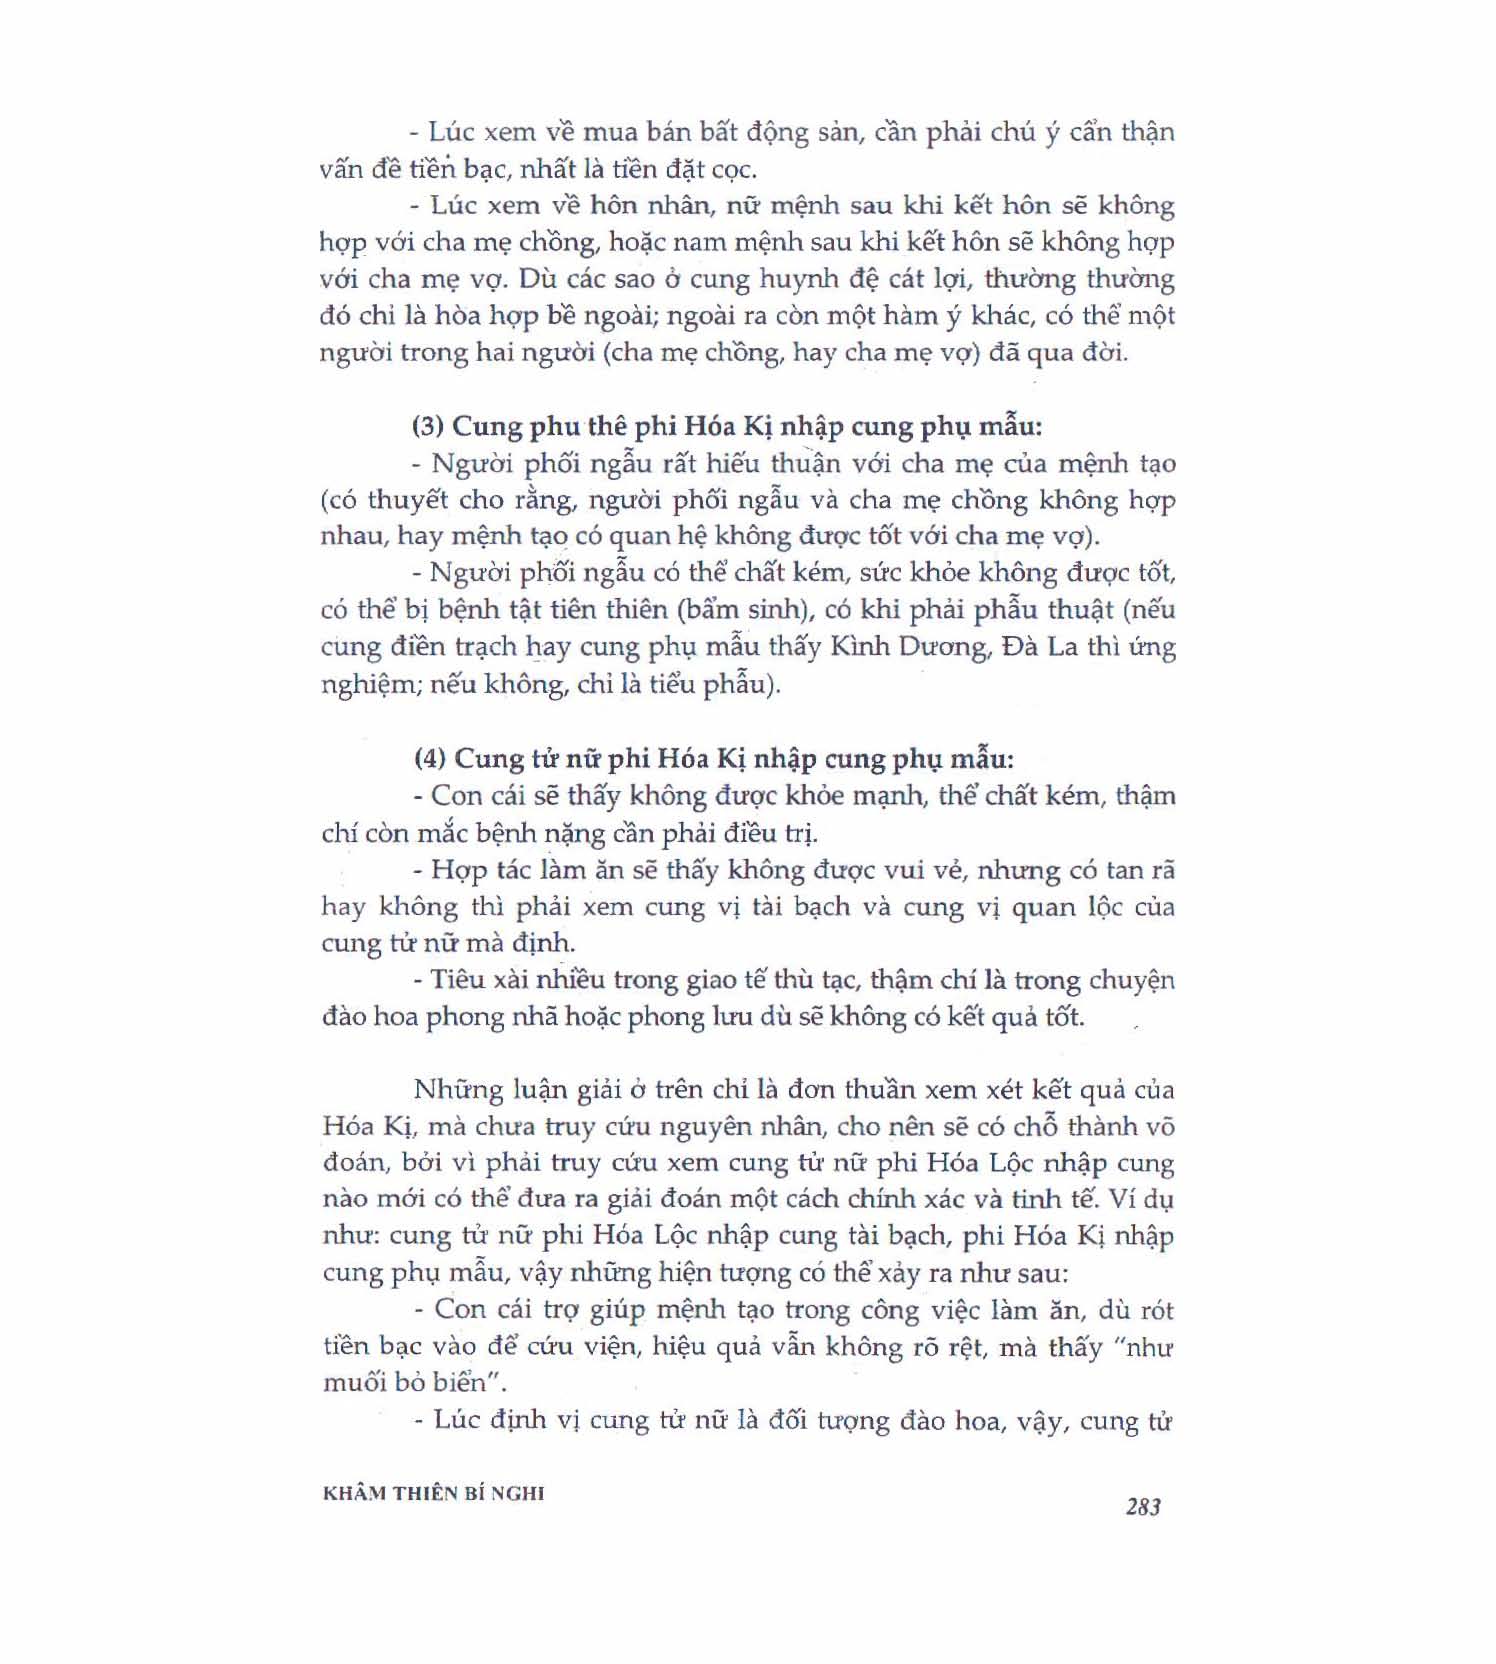 - Lúc xem về mua bán bất động sản, cần phải chú ý cẩn thận
vấn đề tiền bạc, nhất là tiền đặt cọc.
- Lúc xem về hôn nhân, nữ mệnh sau khi kết hôn sẽ không
hợp với cha mẹ chồng, hoặc nam mệnh sau khi kết hôn sẽ không hợp
với cha mẹ vợ. Dù các sao ở cung huynh đệ cát lợi, thường thường
đó chỉ là hòa hợp bề ngoài; ngoài ra còn một hàm ý khác, có thể một
người trong hai người (cha mẹ chồng, hay cha mẹ vợ) đã qua đời.
(3) Cung phu thê phi Hóa Kị nhập cung phụ mẫu:
- Người phối ngẫu rất hiếu thuận với cha mẹ của mệnh tạo
(có thuyết cho rằng, người phối ngẫu và cha mẹ chồng không hợp
nhau, hay mệnh tạo có quan hệ không được tốt với cha mẹ vợ).
- Người phối ngẫu có thể chất kém, sức khỏe không được tốt,
có thể bị bệnh tật tiên thiên (bẩm sinh), có khi phải phẫu thuật (nếu
cung điền trạch hay cung phụ mẫu thấy Kình Dương, Đà La thì ứng
nghiệm; nếu không, chỉ là tiểu phẫu).
(4) Cung tử nữ phi Hóa Kị nhập cung phụ mẫu:
- Con cái sẽ thấy không được khỏe mạnh, thể chất kém, thậm
chí còn mắc bệnh nặng cần phải điều trị.
- Hợp tác làm ăn sẽ thấy không được vui vẻ, nhưng có tan rã
hay không thì phải xem cung vị tài bạch và cung vị quan lộc của
cung tử nữ mà định.
- Tiêu xài nhiều trong giao tế thù tạc, thậm chí là trong chuyện
đào hoa phong nhã hoặc phong lưu dù sẽ không có kết quả tốt.
Những luận giải ở trên chỉ là đơn thuần xem xét kết quả của
Hóa Kị, mà chưa truy cứu nguyên nhân, cho nên sẽ có chỗ thành võ
đoán, bởi vì phải truy cứu xem cung tử nữ phi Hóa Lộc nhập cung
nào mới có thể đưa ra giải đoán một cách chính xác và tinh tế. Ví dụ
như: cung tử nữ phi Hóa Lộc nhập cung tài bạch, phi Hóa Kị nhập
cung phụ mẫu, vậy những hiện tượng có thể xảy ra như sau:
- Con cái trợ giúp mệnh tạo trong công việc làm ăn, dù rót
tiền bạc vào để cứu viện, hiệu quả vẫn không rõ rệt, mà thấy "như
muối bỏ biển".
- Lúc định vị cung tử nữ là đối tượng đào hoa, vậy, cung tử
KHÂM THIÊN BÍ NGHI
283